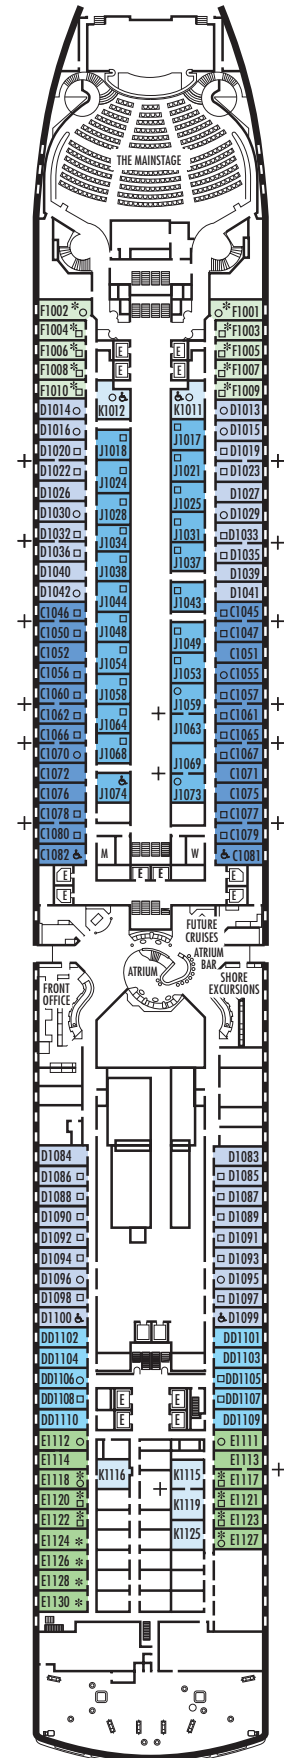 THE MAINSTAGE
E E
E E
F1002 F1001
F1004 F1003
F1006 F1005
F1008 F1007
F1010 F1009
K1012 K1011
D1014 D1013
D1016 J1017 D1015
D1020 J1018 D1019
D1022 J1021 D1023
J1024
D1026 J1025 D1027
D1030 J1028 D1029
D1032 J1034 J1031 D1033
D1036 J1037 D1035
D1040 J1038 D1039
D1042 J1044 J1043 D1041
C1046 C1045
C1050 J1048 J1049 C1047
C1052 J1054 C1051
C1056 J1053 C1055
C1060 J1058 J1059 C1057
C1062 J1064 J1063 C1061
C1066 C1065
C1070 J1068 J1069 C1067
C1072 C1071
C1076 J1074 J1073 C1075
C1078 C1077
C1080 C1079
C1082 M W C1081
E E E E
E E
FUTURE
CRUISES
ATRIUM
BAR
ATRIUM
FRONT
OFFICE
SHORE
EXCURSIONS
D1084 D1083
D1086 D1085
D1088 D1087
D1090 D1089
D1092 D1091
D1094 D1093
D1096 D1095
D1098 D1097
D1100 D1099
DD1102 DD1101
DD1104 DD1103
DD1106 DD1105
DD1108 E E DD1107
DD1110 E E DD1109
E1112 E1111
E1114 E1113
E1118 K1116 K1115 E1117
E1120 K1119 E1121
E1122 E1123
E1124 K1125 E1127
E1126
E1128
E1130